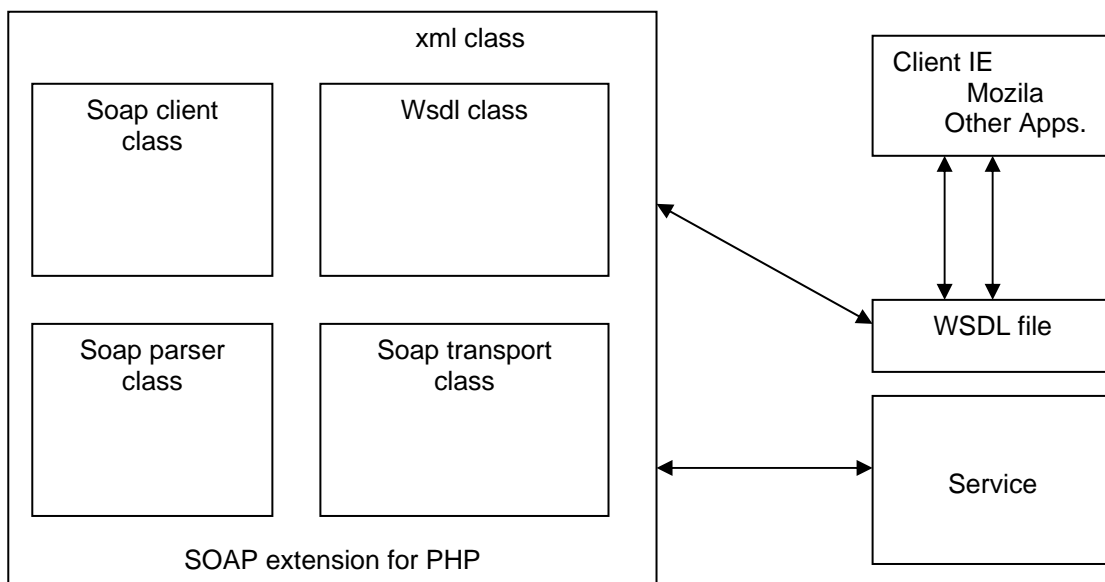 xml class
Soap client
class
Wsdl class
Soap parser
class
Soap transport
class
SOAP extension for PHP
Client IE
Mozila
Other Apps.
WSDL file
Service